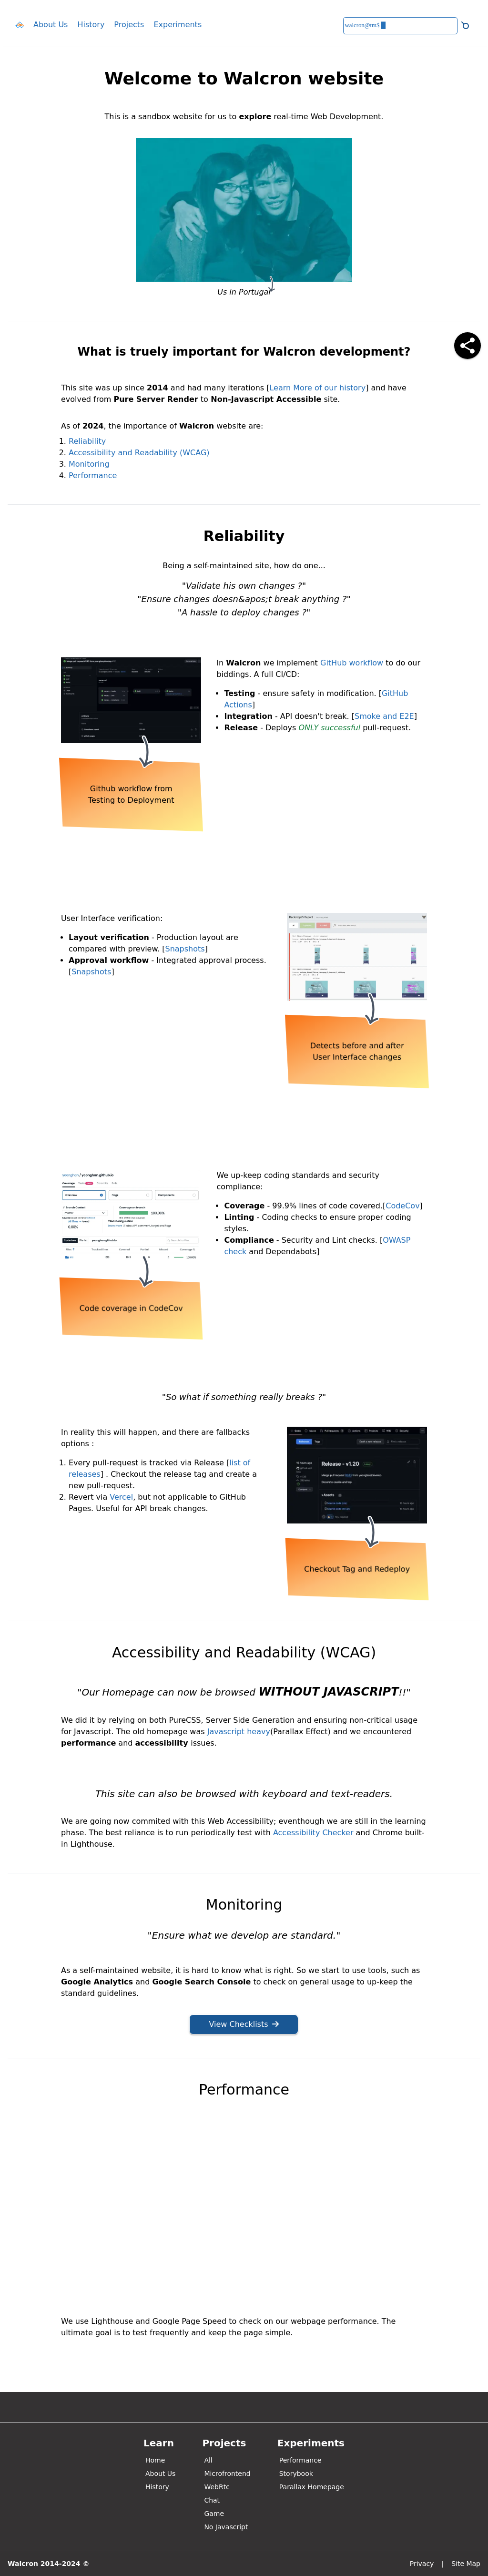 About Us History Projects Experiments
walcron@tm$
Welcome to Walcron website
This is a sandbox website for us to explore real-time Web Development.
Us in Portugal
What is truely important for Walcron development?
This site was up since 2014 and had many iterations [Learn More of our history] and have
evolved from Pure Server Render to Non-Javascript Accessible site.
As of 2024, the importance of Walcron website are:
1. Reliability
2. Accessibility and Readability (WCAG)
3. Monitoring
4. Performance
Reliability
Being a self-maintained site, how do one...
"Validate his own changes ?"
"Ensure changes doesn&apos;t break anything ?"
"A hassle to deploy changes ?"
In Walcron we implement GitHub workflow to do our
biddings. A full CI/CD:
• Testing - ensure safety in modification. [GitHub
Actions]
• Integration - API doesn't break. [Smoke and E2E]
• Release - Deploys ONLY successful pull-request.
Github workflow from
Testing to Deployment
User Interface verification:
• Layout verification - Production layout are
compared with preview. [Snapshots]
• Approval workflow - Integrated approval process.
[Snapshots]
Detects before and after
User Interface changes
We up-keep coding standards and security
compliance:
• Coverage - 99.9% lines of code covered.[CodeCov]
• Linting - Coding checks to ensure proper coding
styles.
• Compliance - Security and Lint checks. [OWASP
check and Dependabots]
Code coverage in CodeCov
"So what if something really breaks ?"
In reality this will happen, and there are fallbacks
options :
1. Every pull-request is tracked via Release [list of
releases] . Checkout the release tag and create a
new pull-request.
2. Revert via Vercel, but not applicable to GitHub
Pages. Useful for API break changes.
Release - v1.20
Checkout Tag and Redeploy
Accessibility and Readability (WCAG)
"Our Homepage can now be browsed WITHOUT JAVASCRIPT!!"
We did it by relying on both PureCSS, Server Side Generation and ensuring non-critical usage
for Javascript. The old homepage was Javascript heavy(Parallax Effect) and we encountered
performance and accessibility issues.
This site can also be browsed with keyboard and text-readers.
We are going now commited with this Web Accessibility; eventhough we are still in the learning
phase. The best reliance is to run periodically test with Accessibility Checker and Chrome built-
in Lighthouse.
Monitoring
"Ensure what we develop are standard."
As a self-maintained website, it is hard to know what is right. So we start to use tools, such as
Google Analytics and Google Search Console to check on general usage to up-keep the
standard guidelines.
View Checklists
Performance
We use Lighthouse and Google Page Speed to check on our webpage performance. The
ultimate goal is to test frequently and keep the page simple.
Learn
Home
About Us
History
Projects
All
Microfrontend
WebRtc
Chat
Game
No Javascript
Experiments
Performance
Storybook
Parallax Homepage
Walcron 2014-2024 ©
Privacy | Site Map